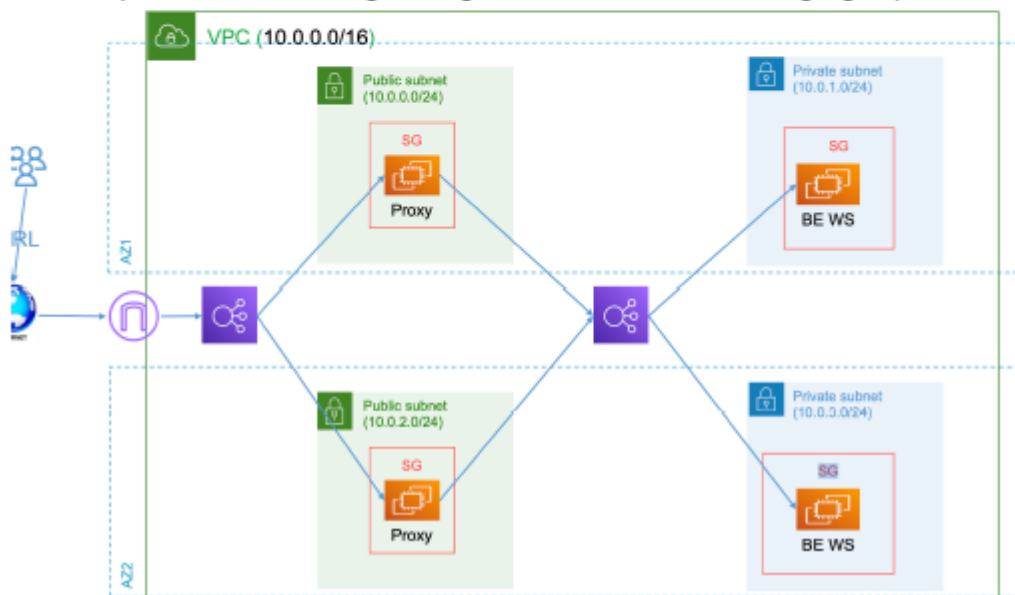 VPC (10.0.0.0/16)
Public subnet
(10.0.0.0/24)
SG
Proxy
Private subnet
(10.0.1.0/24)
SG
BE WS
RL
AZ1
Public subnet
(10.0.2.0/24)
SG
Proxy
Private subnet
(10.0.3.0/24)
SG
BE WS
AZ2